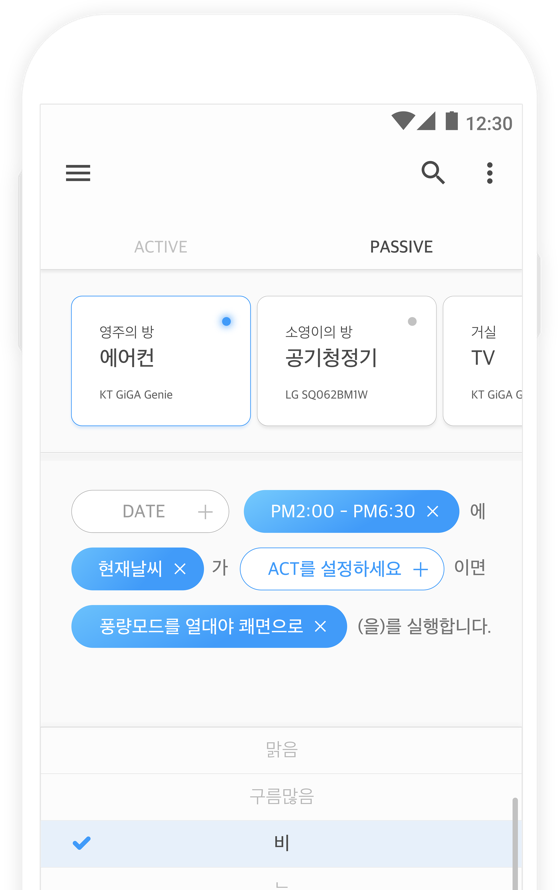 12:30
ACTIVE PASSIVE
영주의 방
에어컨
KT GiGA Genie
소영이의 방
공기청정기
LG SQ062BM1W
거실
TV
KT GiGA G
DATE + PM2:00 - PM6:30 × 에
현재날씨 × 가 ACT를 설정하세요 + 이면
풍량모드를 열대야 쾌면으로 × (을)를 실행합니다.
맑음
구름많음
비